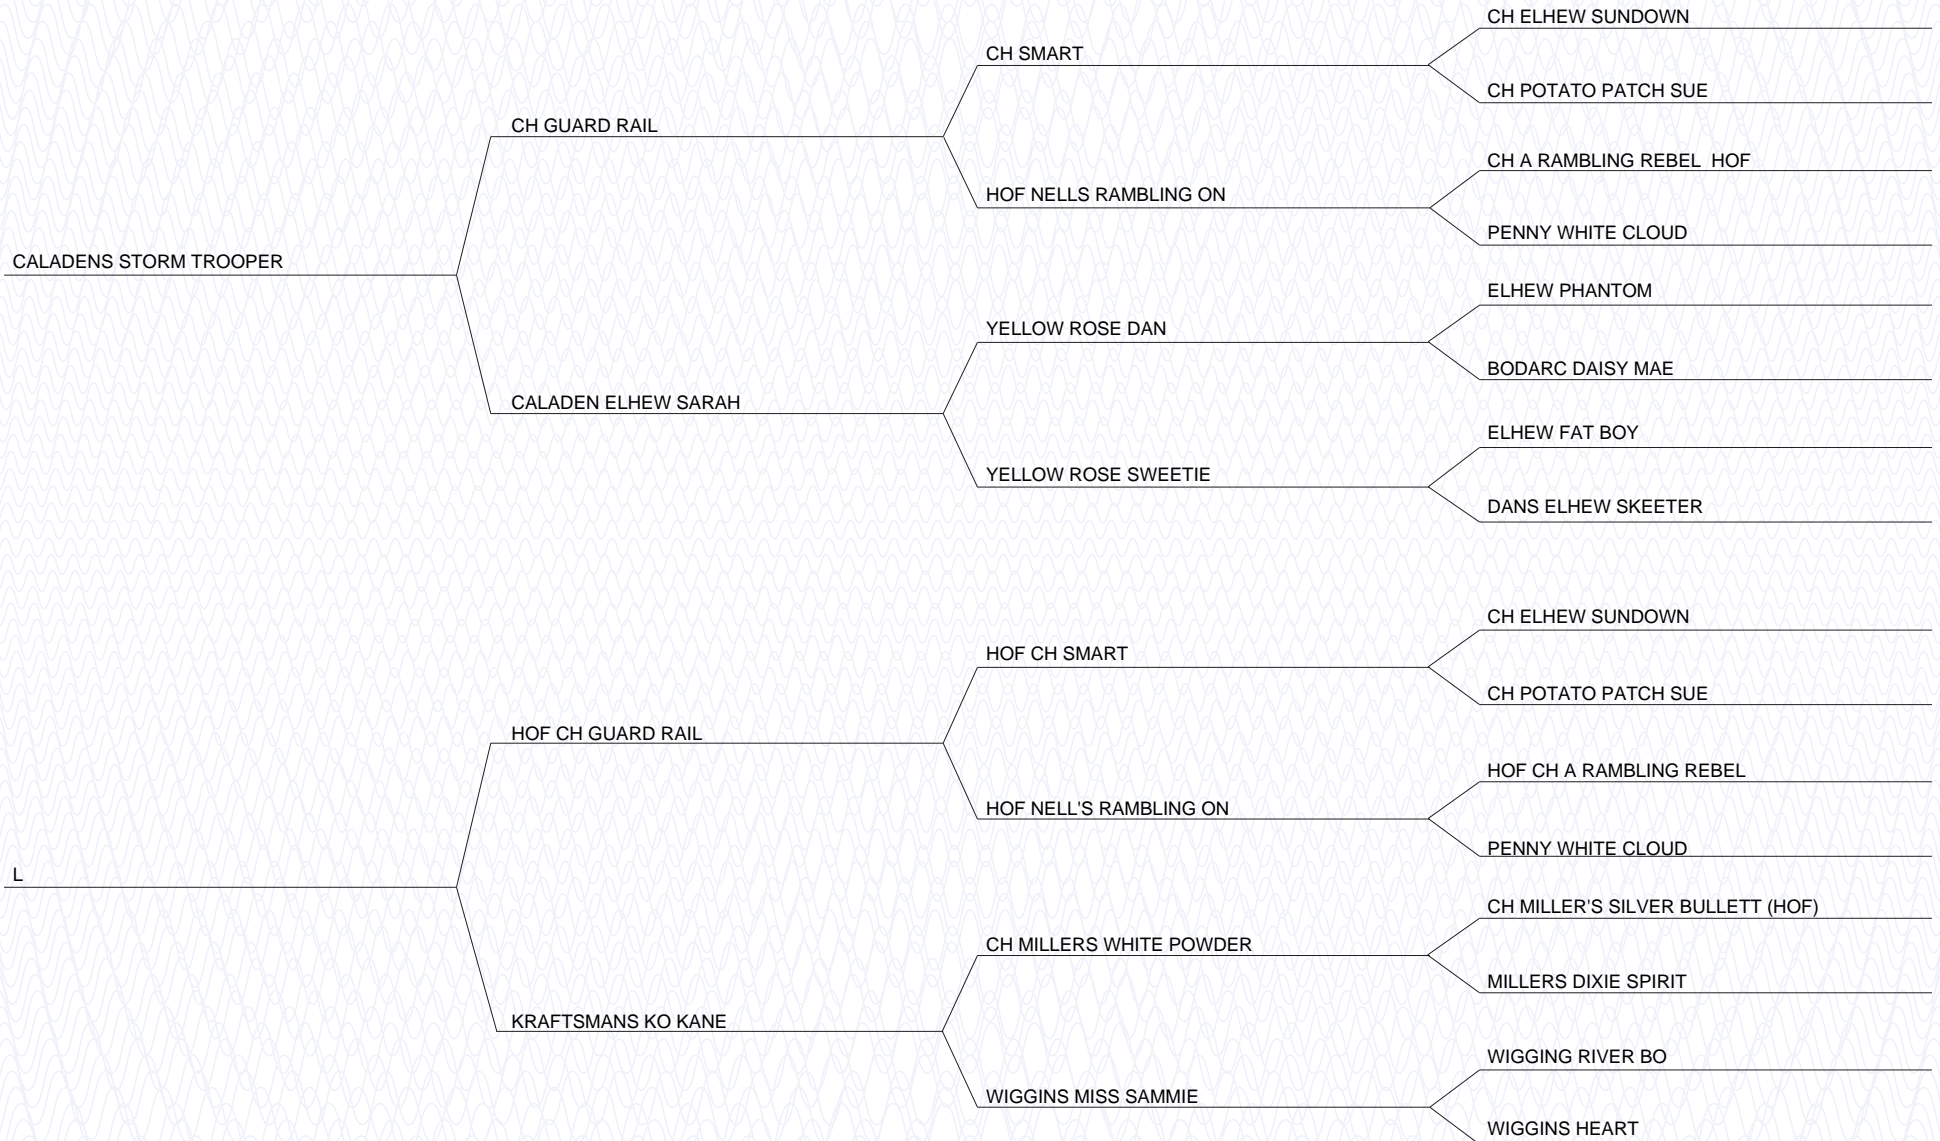 CH ELHEW SUNDOWN
CH SMART
CH POTATO PATCH SUE
CH GUARD RAIL
CH A RAMBLING REBEL  HOF
HOF NELLS RAMBLING ON
PENNY WHITE CLOUD
CALADENS STORM TROOPER
ELHEW PHANTOM
YELLOW ROSE DAN
BODARC DAISY MAE
CALADEN ELHEW SARAH
ELHEW FAT BOY
YELLOW ROSE SWEETIE
DANS ELHEW SKEETER
CH ELHEW SUNDOWN
HOF CH SMART
CH POTATO PATCH SUE
HOF CH GUARD RAIL
HOF CH A RAMBLING REBEL
HOF NELL'S RAMBLING ON
PENNY WHITE CLOUD
L
CH MILLER'S SILVER BULLETT (HOF)
CH MILLERS WHITE POWDER
MILLERS DIXIE SPIRIT
KRAFTSMANS KO KANE
WIGGING RIVER BO
WIGGINS MISS SAMMIE
WIGGINS HEART